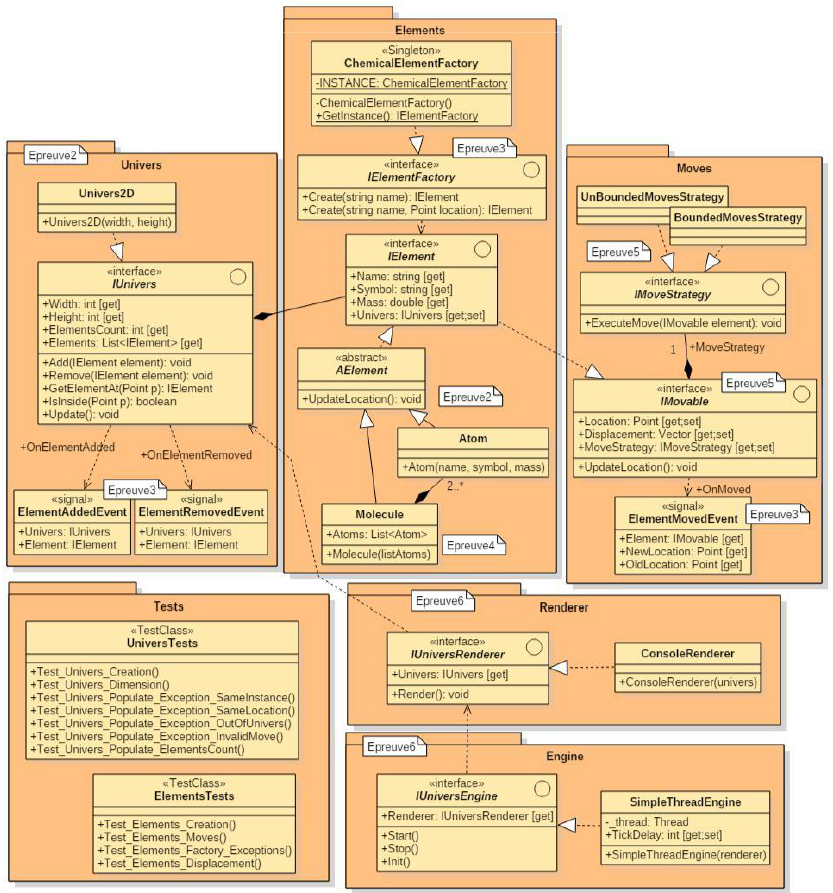 Elements
«Singleton»
ChemicalElementFactory
-INSTANCE: ChemicalElementFactory
-ChemicalElementFactory()
+GetInstance(): IElementFactory
Epreuve3
«interface»
IElementFactory
+Create(string name): IElement
+Create(string name, Point location): IElement
«interface»
IElement
+Name: string [get]
+Symbol: string [get]
+Mass: double [get]
+Univers: IUnivers [get;set]
«abstract»
AElement
+UpdateLocation(): void
Epreuve2
Atom
+Atom(name, symbol, mass)
2..*
Molecule
+Atoms: List<Atom>
+Molecule(listAtoms)
Epreuve4
Epreuve2
Univers
Univers2D
+Univers2D(width, height)
«interface»
IUnivers
+Width: int [get]
+Height: int [get]
+ElementsCount: int [get]
+Elements: List<IElement> [get]
+Add(IElement element): void
+Remove(IElement element): void
+GetElementAt(Point p): IElement
+IsInside(Point p): boolean
+Update(): void
+OnElementAdded
+OnElementRemoved
Epreuve3
«signal»
ElementAddedEvent
+Univers: IUnivers
+Element: IElement
«signal»
ElementRemovedEvent
+Univers: IUnivers
+Element: IElement
Moves
UnBoundedMovesStrategy
BoundedMovesStrategy
Epreuve5
«interface»
IMoveStrategy
+ExecuteMove(IMovable element): void
1
+MoveStrategy
«interface»
Epreuve5
IMovable
+Location: Point [get;set]
+Displacement: Vector [get;set]
+MoveStrategy: IMoveStrategy [get;set]
+UpdateLocation(): void
+OnMoved
«signal»
ElementMovedEvent
Epreuve3
+Element: IMovable [get]
+NewLocation: Point [get]
+OldLocation: Point [get]
Tests
«TestClass»
UniversTests
+Test_Univers_Creation()
+Test_Univers_Dimension()
+Test_Univers_Populate_Exception_SameInstance()
+Test_Univers_Populate_Exception_SameLocation()
+Test_Univers_Populate_Exception_OutOfUnivers()
+Test_Univers_Populate_Exception_InvalidMove()
+Test_Univers_Populate_ElementsCount()
«TestClass»
ElementsTests
+Test_Elements_Creation()
+Test_Elements_Moves()
+Test_Elements_Factory_Exceptions()
+Test_Elements_Displacement()
Epreuve6
Renderer
«interface»
IUniversRenderer
+Univers: IUnivers [get]
+Render(): void
ConsoleRenderer
+ConsoleRenderer(univers)
Epreuve6
Engine
«interface»
IUniversEngine
+Renderer: IUniversRenderer [get]
+Start()
+Stop()
+Init()
SimpleThreadEngine
-_thread: Thread
+TickDelay: int [get;set]
+SimpleThreadEngine(renderer)